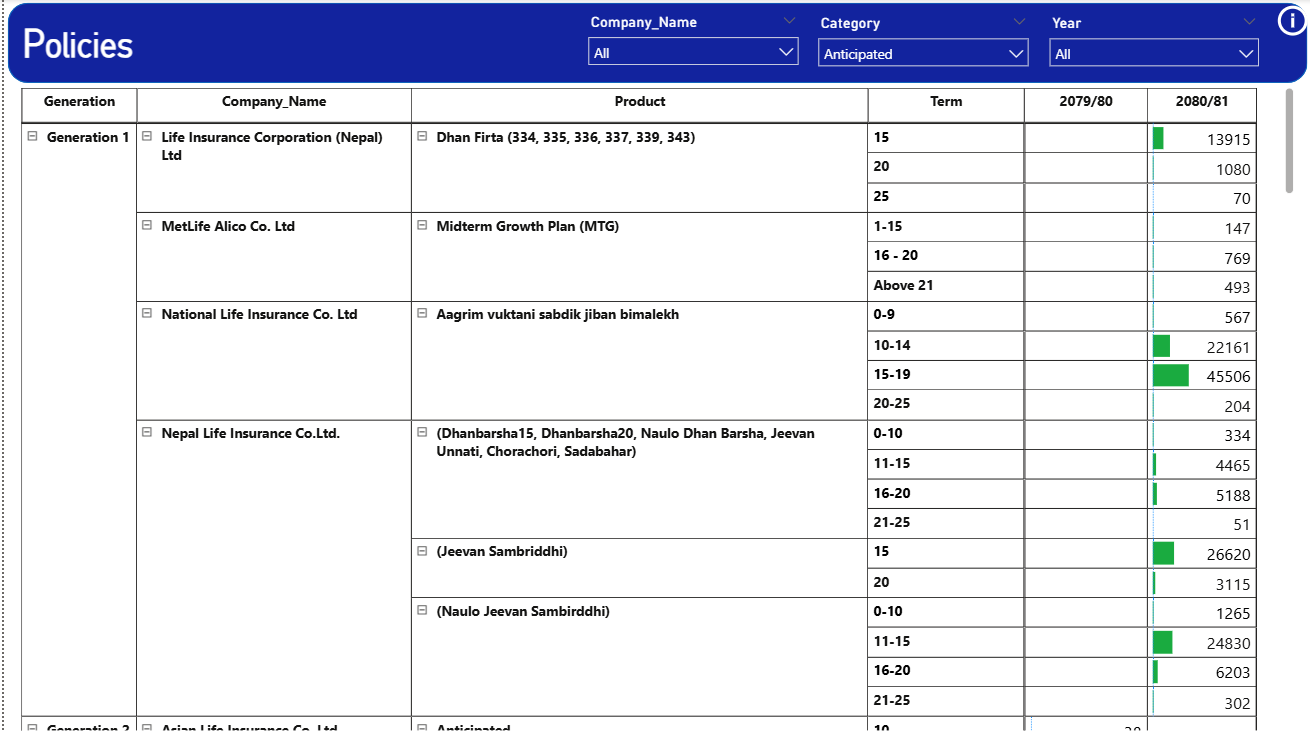 Policies
Company_Name
Category
Year
All
Anticipated
All
Generation Company_Name Product Term 2079/80 2080/81
Generation 1 Life Insurance Corporation (Nepal) Dhan Firta (334, 335, 336, 337, 339, 343) 15 13915
Ltd
20 1080
25 70
MetLife Alico Co. Ltd Midterm Growth Plan (MTG) 1-15 147
16 - 20 769
Above 21 493
National Life Insurance Co. Ltd Aagrim vuktani sabdik jiban bimalekh 0-9 567
10-14 22161
15-19 45506
20-25 204
Nepal Life Insurance Co.Ltd. (Dhanbarsha15, Dhanbarsha20, Naulo Dhan Barsha, Jeevan 0-10 334
Unnati, Chorachori, Sadabahar)
11-15 4465
16-20 5188
21-25 51
(Jeevan Sambriddhi) 15 26620
20 3115
(Naulo Jeevan Sambirddhi) 0-10 1265
11-15 24830
16-20 6203
21-25 302
Generation 2 Asian Life Insurance Co. Ltd Anticipated 10